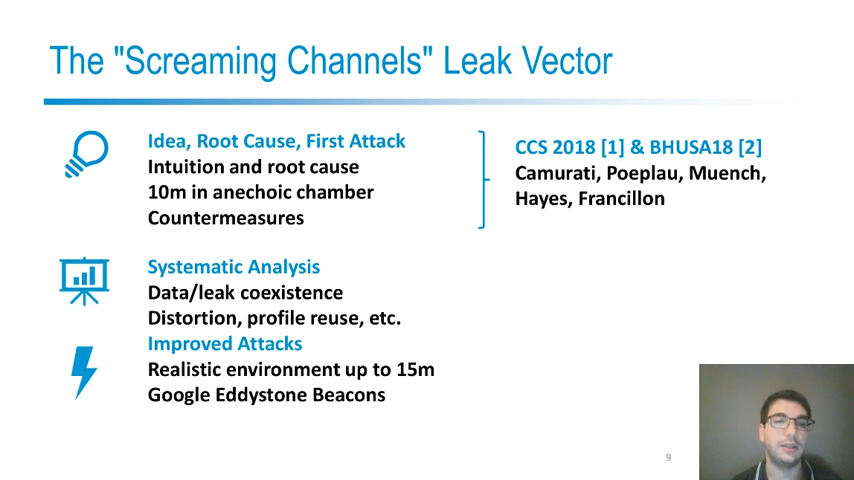 The "Screaming Channels" Leak Vector
Idea, Root Cause, First Attack
Intuition and root cause
10m in anechoic chamber
Countermeasures
CCS 2018 [1] & BHUSA18 [2]
Camurati, Poeplau, Muench,
Hayes, Francillon
Systematic Analysis
Data/leak coexistence
Distortion, profile reuse, etc.
Improved Attacks
Realistic environment up to 15m
Google Eddystone Beacons
9